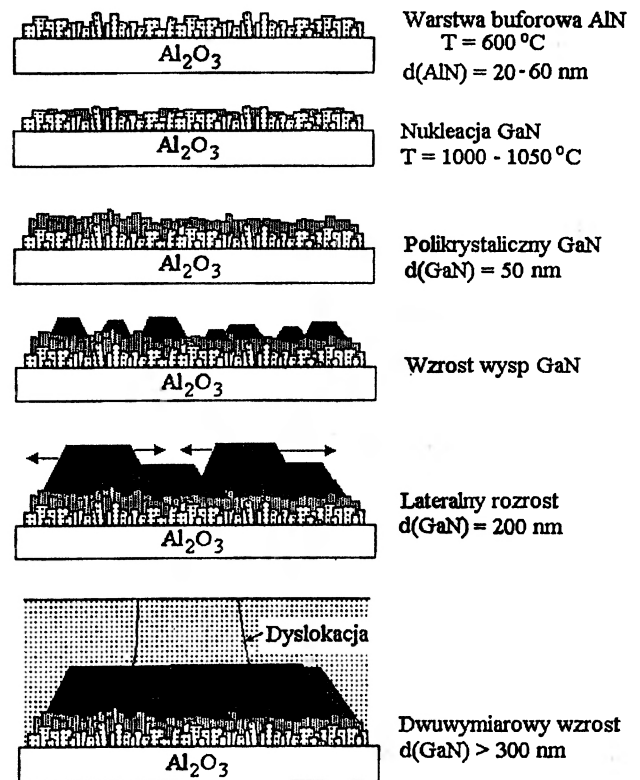 Warstwa buforowa AlN
T = 600 °C
d(AlN) = 20-60 nm
Al₂O₃
Nukleacja GaN
T = 1000 - 1050 °C
Al₂O₃
Polikrystaliczny GaN
d(GaN) = 50 nm
Al₂O₃
Wzrost wysp GaN
Al₂O₃
Lateralny rozrost
d(GaN) = 200 nm
Al₂O₃
Dyslokacja
Dwuwymiarowy wzrost
d(GaN) > 300 nm
Al₂O₃